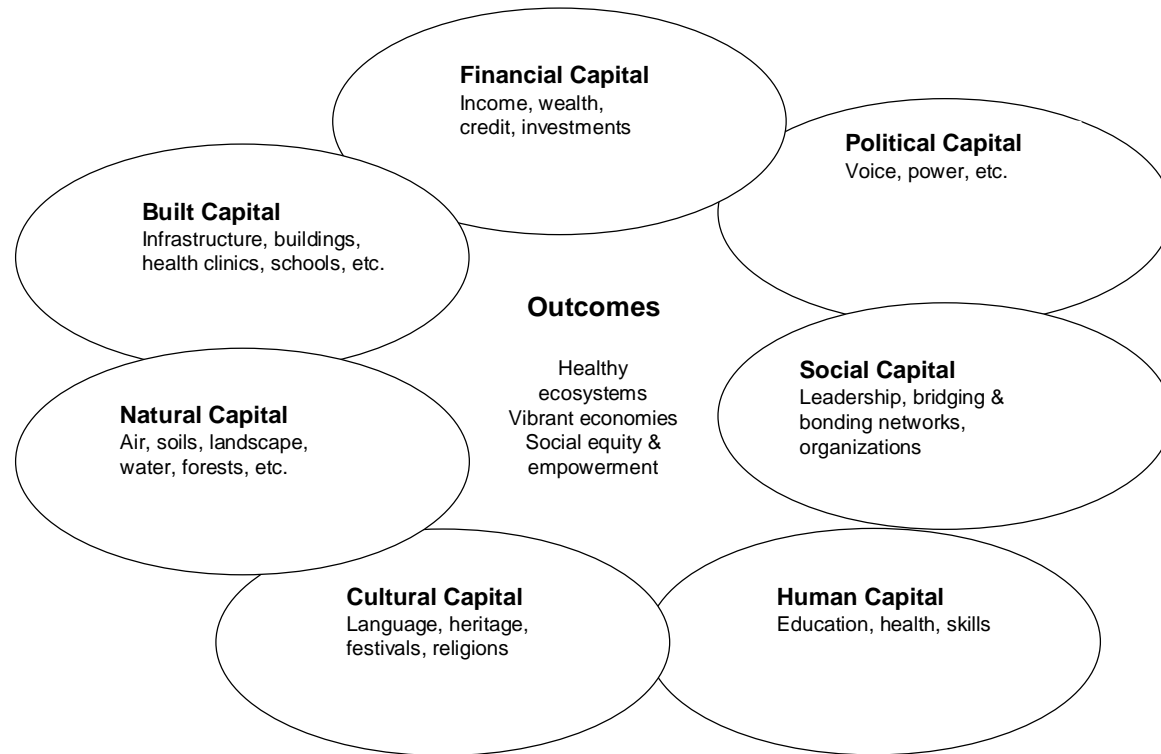 Financial Capital
Income, wealth,
credit, investments
Political Capital
Voice, power, etc.
Built Capital
Infrastructure, buildings,
health clinics, schools, etc.
Outcomes
Healthy
ecosystems
Vibrant economies
Social equity &
empowerment
Social Capital
Leadership, bridging &
bonding networks,
organizations
Natural Capital
Air, soils, landscape,
water, forests, etc.
Cultural Capital
Language, heritage,
festivals, religions
Human Capital
Education, health, skills